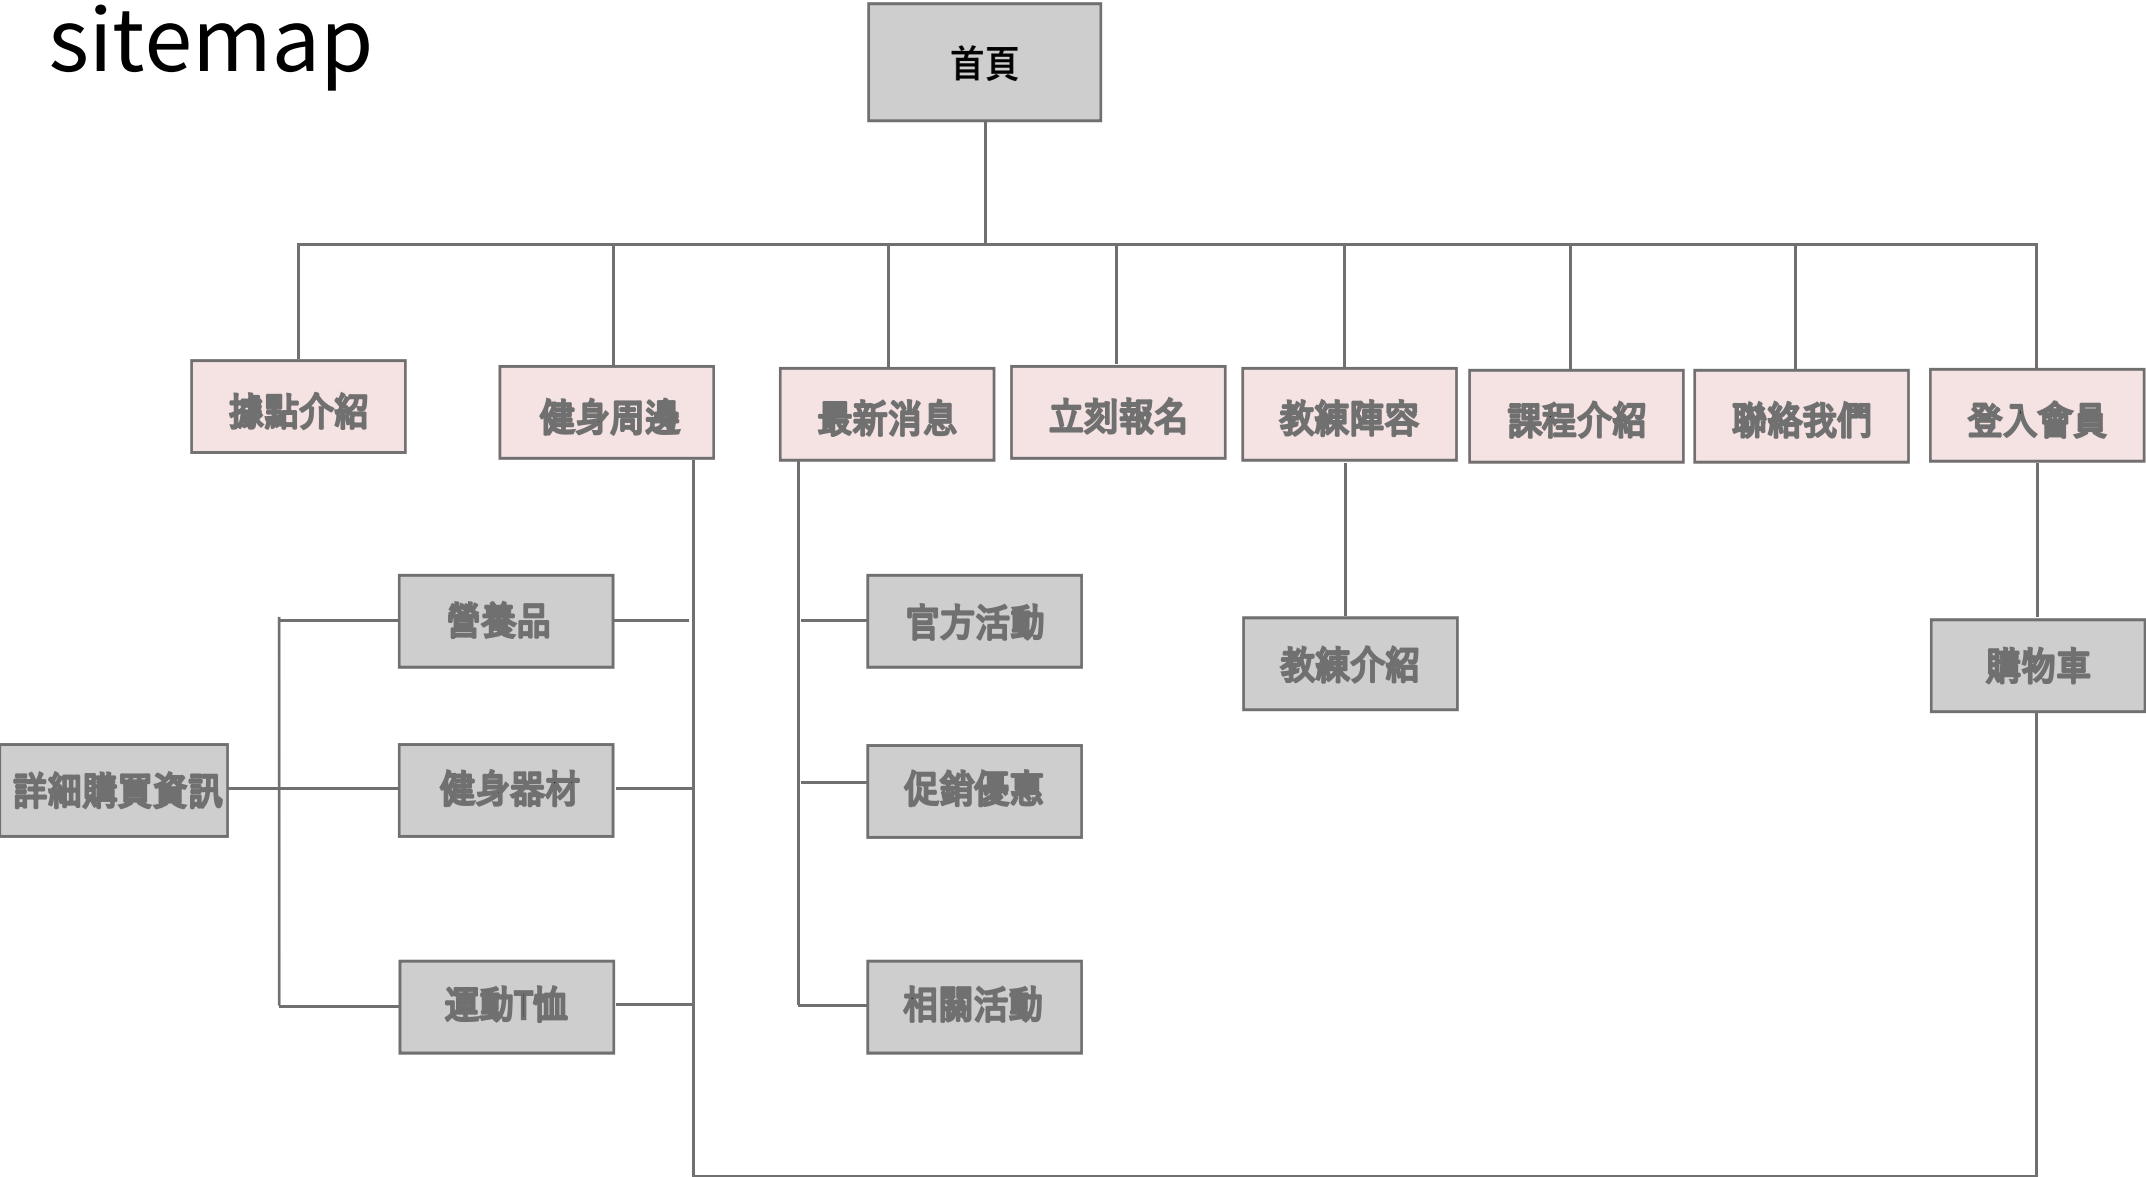 sitemap
首頁
據點介紹
健身周邊
最新消息
立刻報名
教練陣容
課程介紹
聯絡我們
登入會員
營養品
官方活動
教練介紹
購物車
詳細購買資訊
健身器材
促銷優惠
運動T恤
相關活動